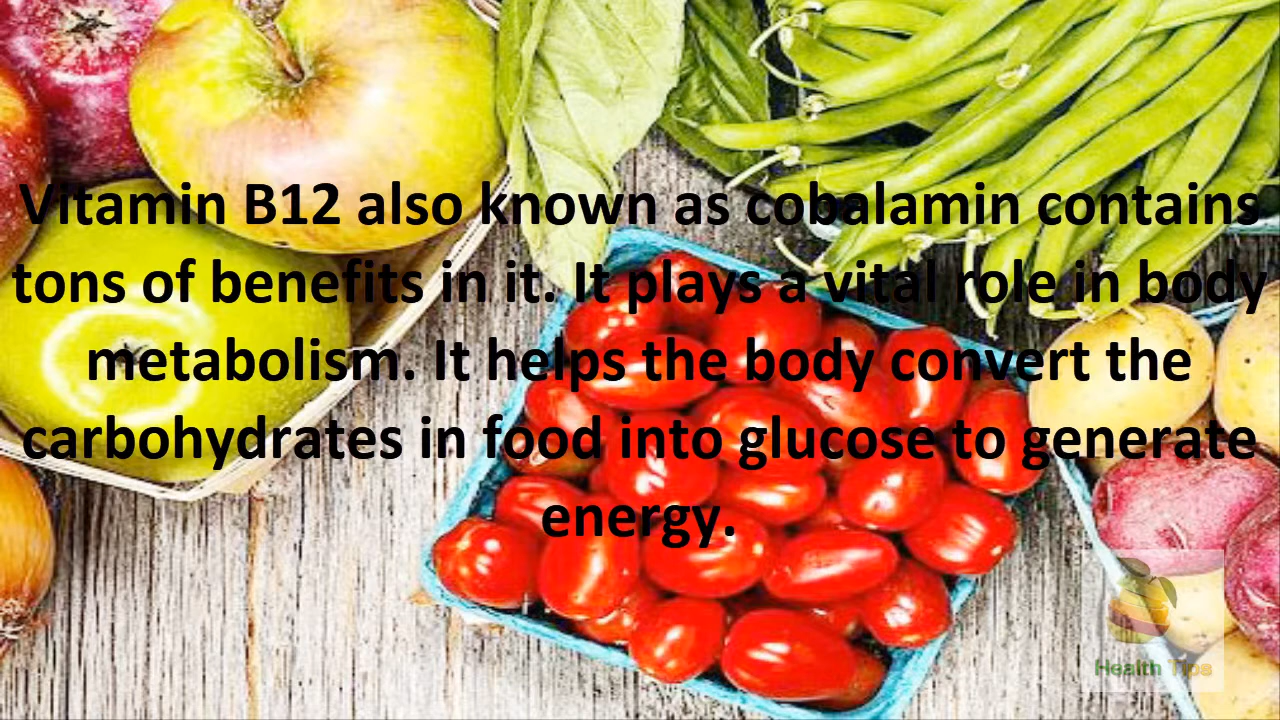 Vitamin B12 also known as cobalamin contains
tons of benefits in it. It plays a vital role in body
metabolism. It helps the body convert the
carbohydrates in food into glucose to generate
energy.
Health Tips